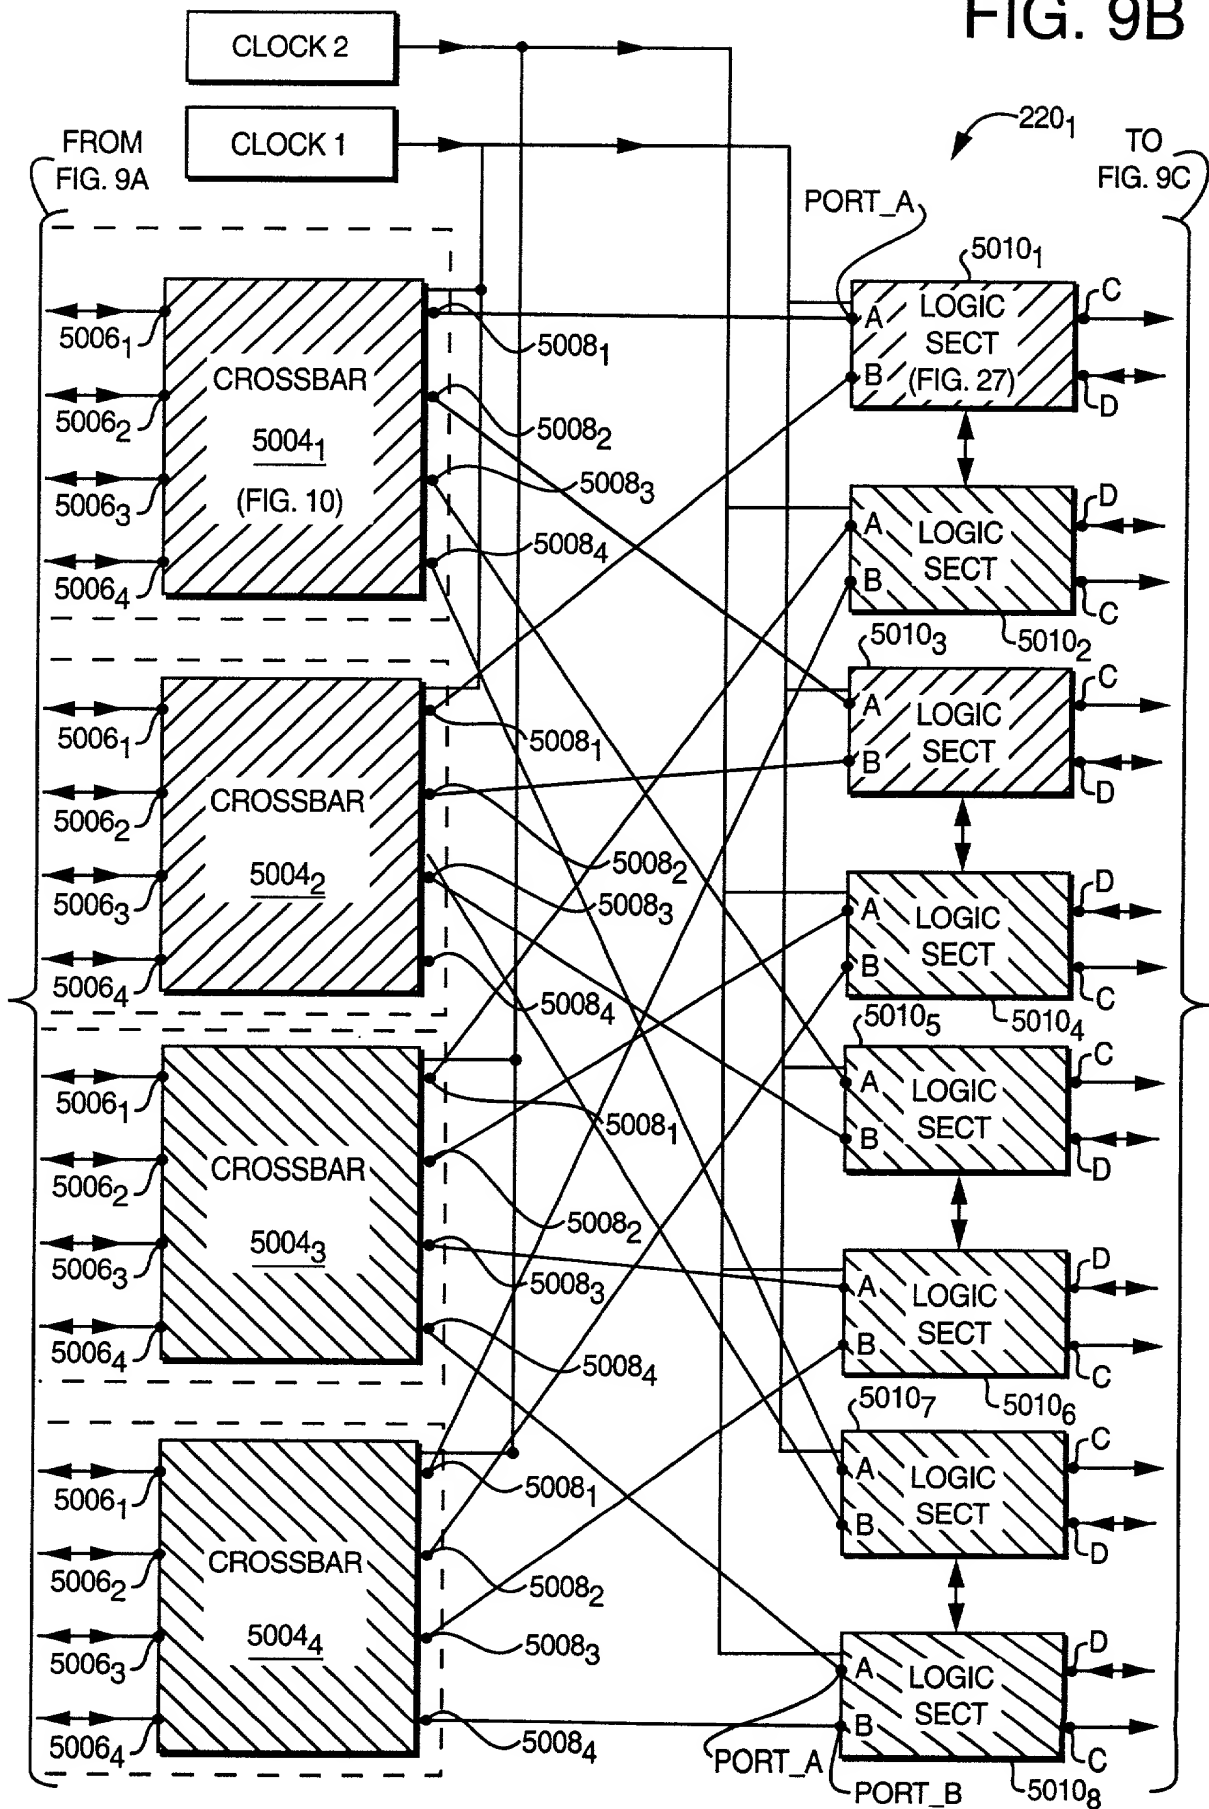 FIG. 9B
CLOCK 2
CLOCK 1
FROM
FIG. 9A
220₁
TO
FIG. 9C
PORT_A
5010₁
5006₁
5006₂
5006₃
5006₄
CROSSBAR
5004₁
(FIG. 10)
5008₁
5008₂
5008₃
5008₄
A
B
LOGIC
SECT
(FIG. 27)
C
D
A
B
LOGIC
SECT
D
C
5010₂
5010₃
5006₁
5006₂
5006₃
5006₄
CROSSBAR
5004₂
5008₁
5008₂
5008₃
5008₄
A
B
LOGIC
SECT
C
D
A
B
LOGIC
SECT
D
C
5010₄
5010₅
5006₁
5006₂
5006₃
5006₄
CROSSBAR
5004₃
5008₁
5008₂
5008₃
5008₄
A
B
LOGIC
SECT
C
D
A
B
LOGIC
SECT
D
C
5010₆
5010₇
5006₁
5006₂
5006₃
5006₄
CROSSBAR
5004₄
5008₁
5008₂
5008₃
5008₄
A
B
LOGIC
SECT
C
D
A
B
LOGIC
SECT
D
C
PORT_A
PORT_B
5010₈